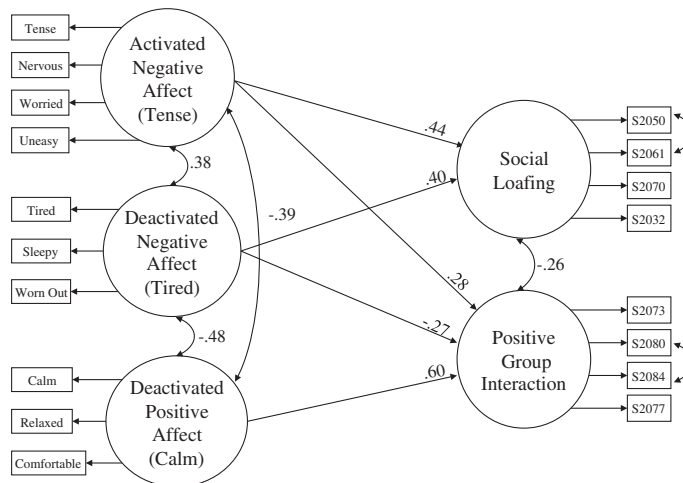 Tense
Nervous
Worried
Uneasy
Activated
Negative
Affect
(Tense)
.38
Tired
Sleepy
Worn Out
Deactivated
Negative
Affect
(Tired)
-.39
-.48
Calm
Relaxed
Comfortable
Deactivated
Positive
Affect
(Calm)
.44
.40
.28
-.27
.60
Social
Loafing
-.26
Positive
Group
Interaction
S2050
S2061
S2070
S2032
S2073
S2080
S2084
S2077